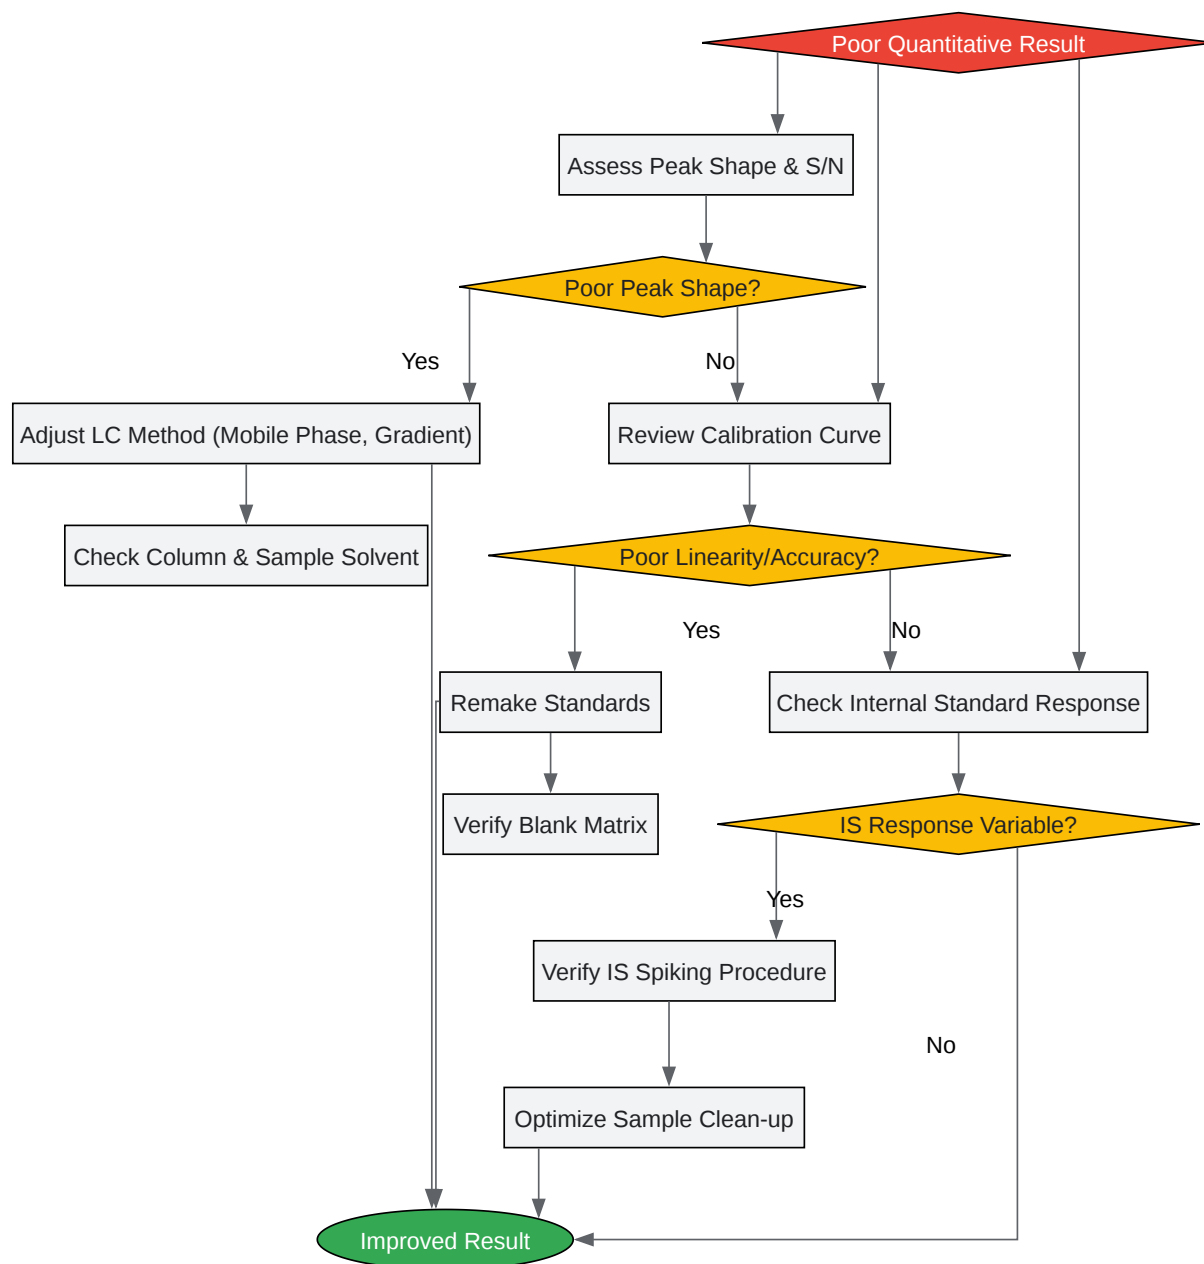 Poor Quantitative Result
Assess Peak Shape & S/N
Poor Peak Shape?
Yes
No
Adjust LC Method (Mobile Phase, Gradient)
Review Calibration Curve
Check Column & Sample Solvent
Poor Linearity/Accuracy?
Yes
No
Remake Standards
Check Internal Standard Response
Verify Blank Matrix
IS Response Variable?
Yes
Verify IS Spiking Procedure
No
Optimize Sample Clean-up
Improved Result